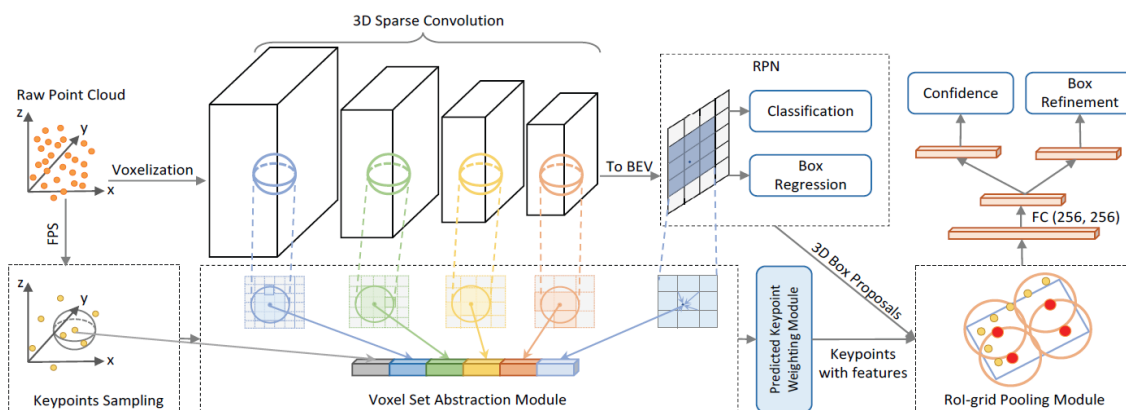 3D Sparse Convolution
Raw Point Cloud
z
y
x
Voxelization
FPS
To BEV
RPN
Classification
Box
Regression
Confidence
Box
Refinement
FC (256, 256)
3D Box Proposals
z
y
x
Keypoints Sampling
Voxel Set Abstraction Module
Predicted Keypoint
Weighting Module
Keypoints
with features
RoI-grid Pooling Module